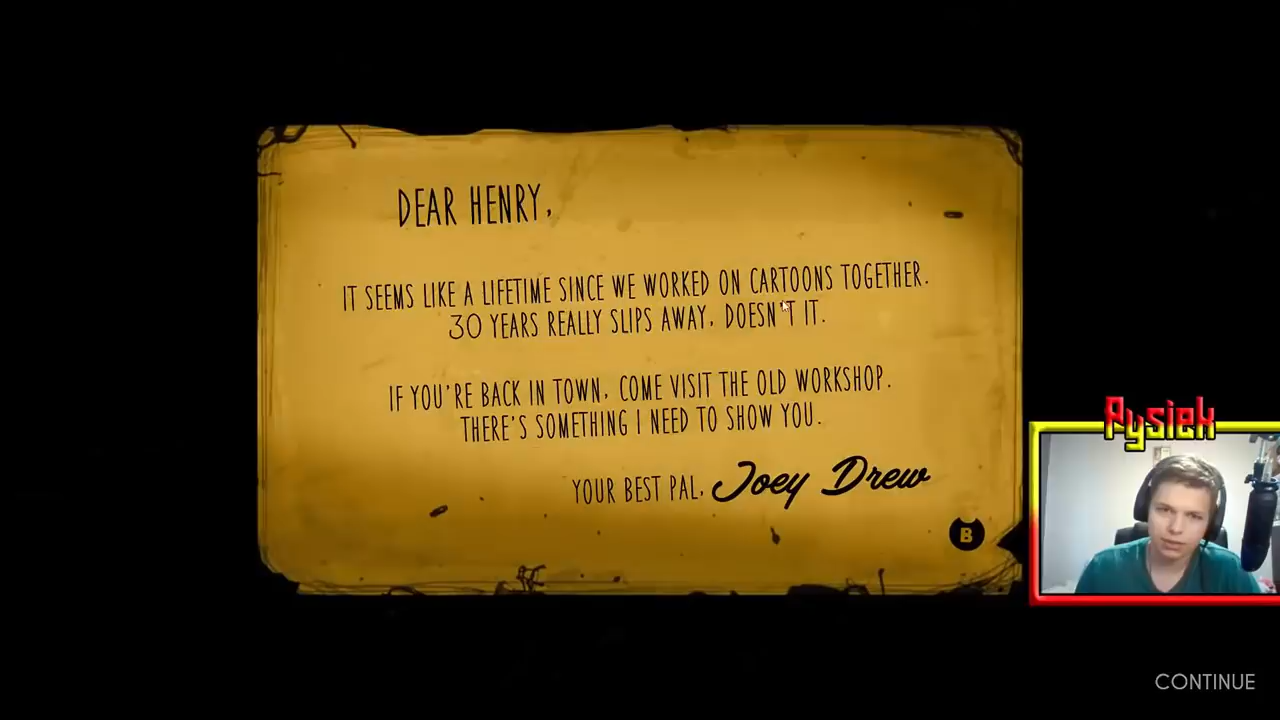 DEAR HENRY,
IT SEEMS LIKE A LIFETIME SINCE WE WORKED ON CARTOONS TOGETHER.
30 YEARS REALLY SLIPS AWAY, DOESN'T IT.
IF YOU'RE BACK IN TOWN, COME VISIT THE OLD WORKSHOP.
THERE'S SOMETHING I NEED TO SHOW YOU.
YOUR BEST PAL, Joey Drew
B
Pysiek
CONTINUE